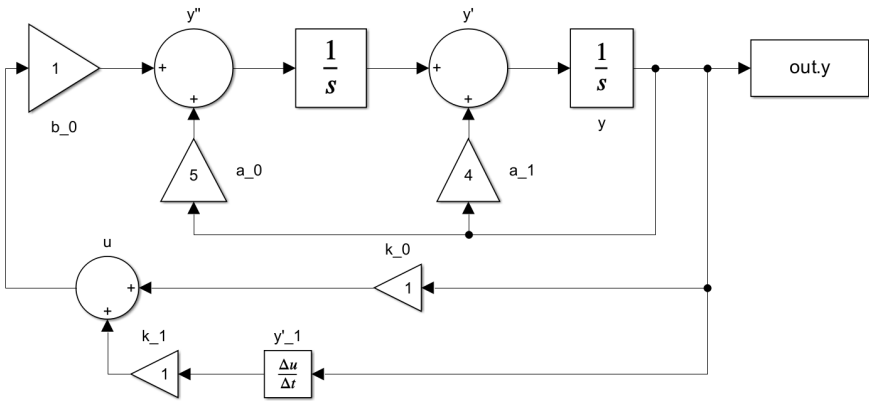 y" y'
1 + 1/s + 1/s out.y
b_0 + + y
5 a_0 4 a_1
u k_0
+ 1
+
k_1 y'_1
1 Δu/Δt